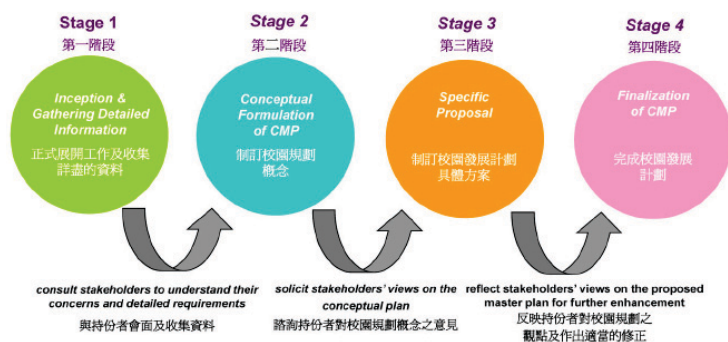 Stage 1
第一階段
Inception &
Gathering Detailed
Information
正式展開工作及收集
詳盡的資料
Stage 2
第二階段
Conceptual
Formulation
of CMP
制訂校園規劃
概念
Stage 3
第三階段
Specific
Proposal
制訂校園發展計劃
具體方案
Stage 4
第四階段
Finalization
of CMP
完成校園發展
計劃
consult stakeholders to understand their
concerns and detailed requirements
與持份者會面及收集資料
solicit stakeholders' views on the
conceptual plan
諮詢持份者對校園規劃概念之意見
reflect stakeholders' views on the proposed
master plan for further enhancement
反映持份者對校園規劃之
觀點及作出適當的修正